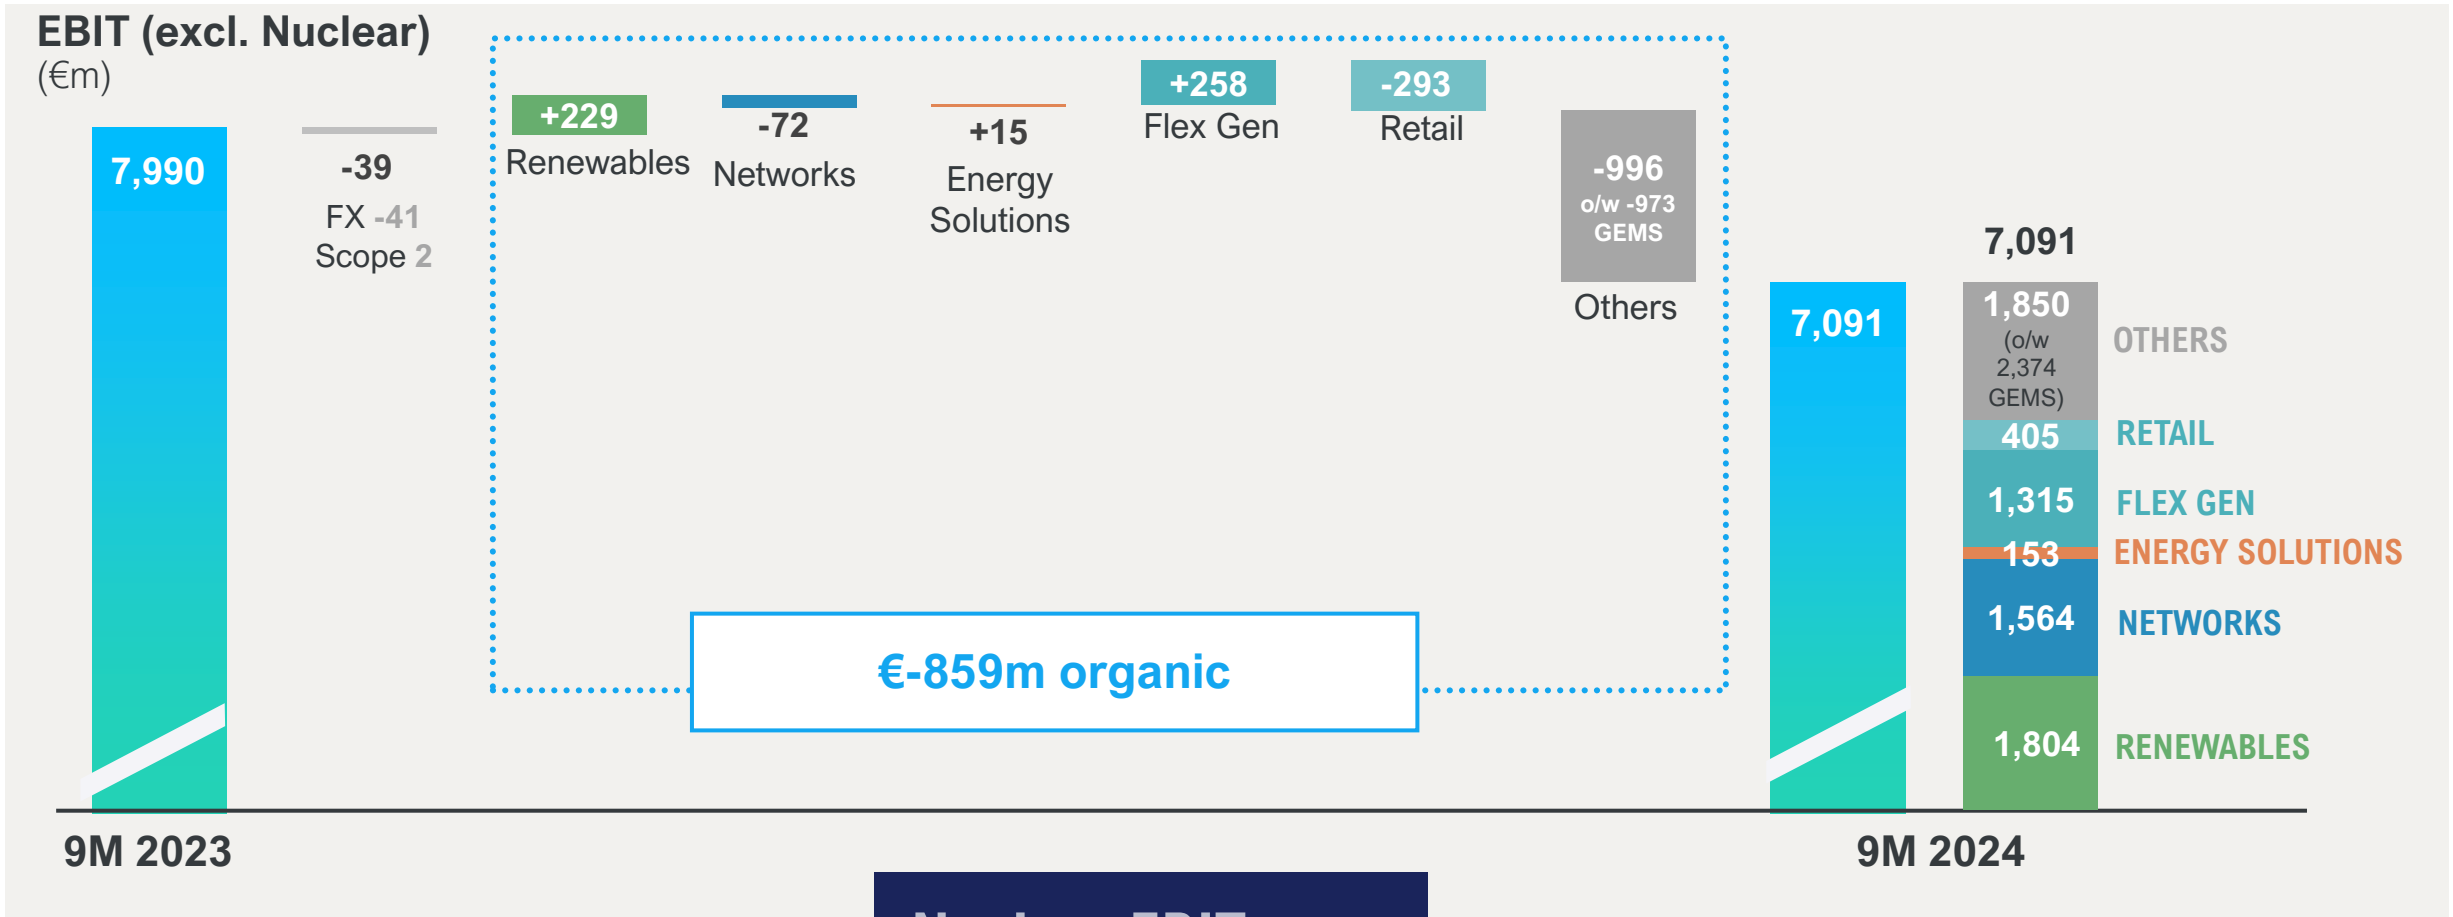 EBIT (excl. Nuclear)
(€m)
7,990
-39
FX -41
Scope 2
+229
Renewables
-72
Networks
+15
Energy
Solutions
+258
Flex Gen
-293
Retail
-996
o/w -973
GEMS
Others
€-859m organic
7,091
7,091
1,850
(o/w
2,374
GEMS)
OTHERS
405
RETAIL
1,315
FLEX GEN
153
ENERGY SOLUTIONS
1,564
NETWORKS
1,804
RENEWABLES
9M 2023
9M 2024
Nuclear EBIT